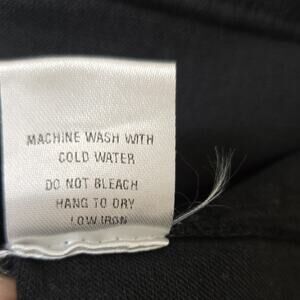 MACHINE WASH WITH
COLD WATER
DO NOT BLEACH
HANG TO DRY
LOW IRON